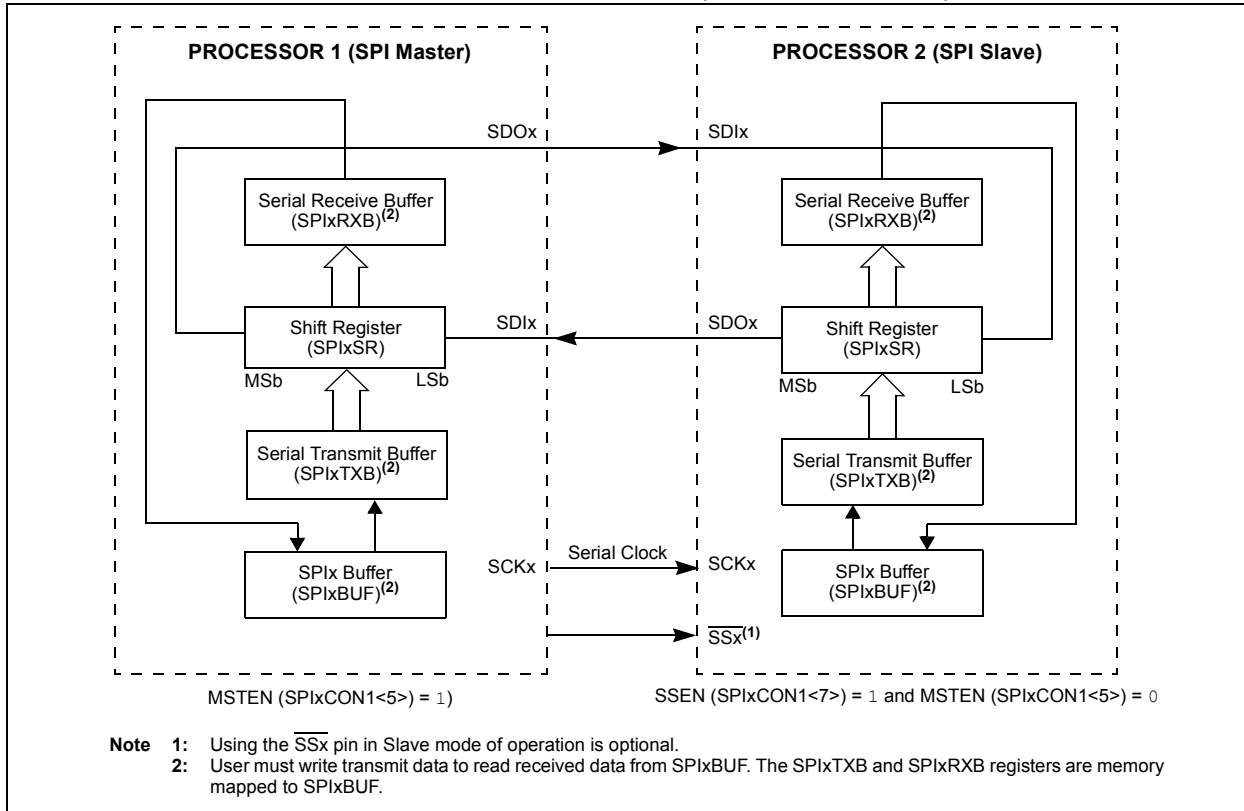 PROCESSOR 1 (SPI Master)
PROCESSOR 2 (SPI Slave)
SDOx
SDIx
Serial Receive Buffer
(SPIxRXB)(2)
Serial Receive Buffer
(SPIxRXB)(2)
SDIx
SDOx
Shift Register
(SPIxSR)
Shift Register
(SPIxSR)
MSb
LSb
MSb
LSb
Serial Transmit Buffer
(SPIxTXB)(2)
Serial Transmit Buffer
(SPIxTXB)(2)
SPIx Buffer
(SPIxBUF)(2)
SCKx
Serial Clock
SCKx
SPIx Buffer
(SPIxBUF)(2)
SSx(1)
MSTEN (SPIxCON1<5>) = 1)
SSEN (SPIxCON1<7>) = 1 and MSTEN (SPIxCON1<5>) = 0
Note 1: Using the SSx pin in Slave mode of operation is optional.
2: User must write transmit data to read received data from SPIxBUF. The SPIxTXB and SPIxRXB registers are memory
mapped to SPIxBUF.